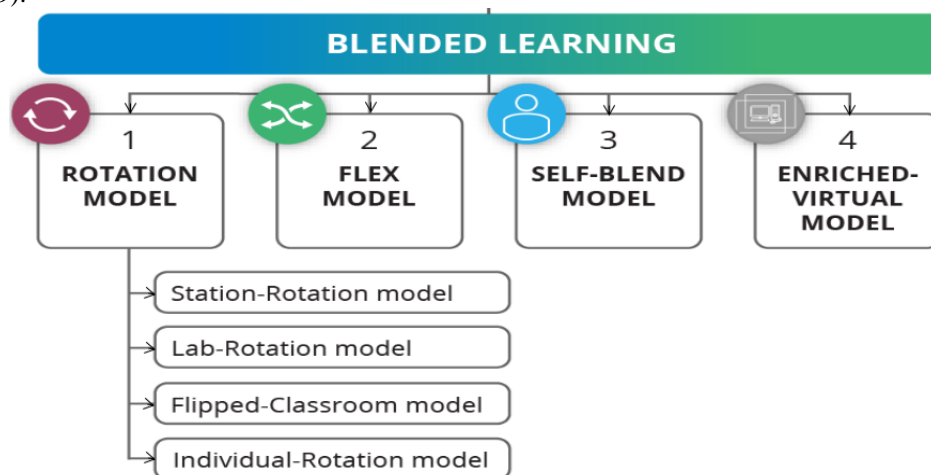 BLENDED LEARNING
1
ROTATION
MODEL
2
FLEX
MODEL
3
SELF-BLEND
MODEL
4
ENRICHED-
VIRTUAL
MODEL
Station-Rotation model
Lab-Rotation model
Flipped-Classroom model
Individual-Rotation model